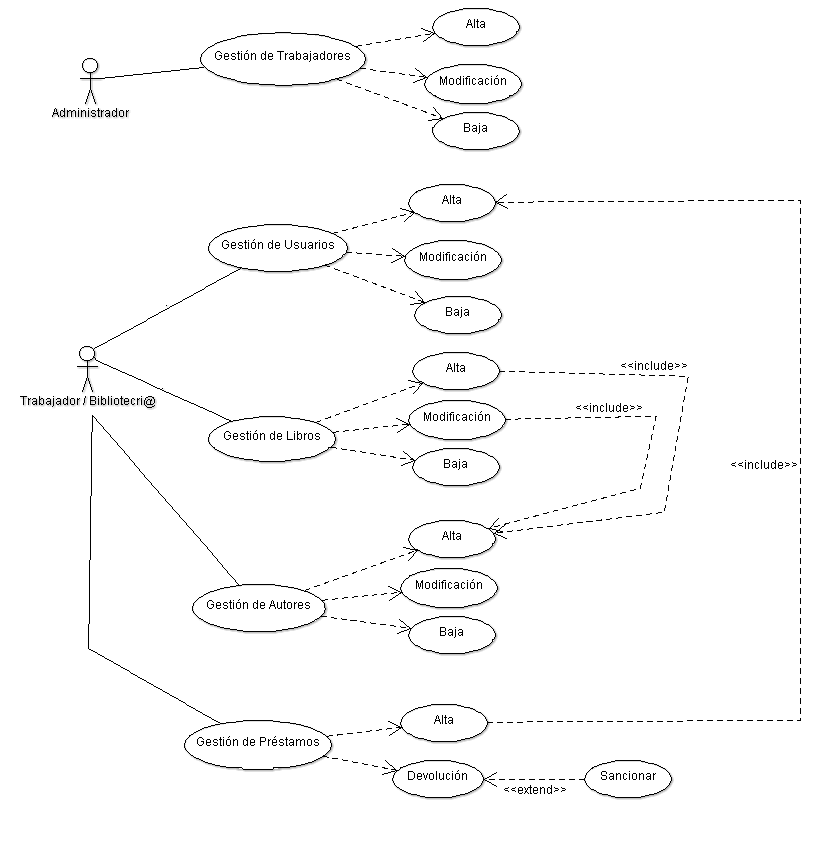 Alta
Gestión de Trabajadores
Modificación
Administrador
Baja
Alta
Gestión de Usuarios
Modificación
Baja
Alta
<<include>>
Trabajador / Bibliotecri@
Modificación
<<include>>
Gestión de Libros
Baja
<<include>>
Alta
Modificación
Gestión de Autores
Baja
Alta
Gestión de Préstamos
Devolución
Sancionar
<<extend>>